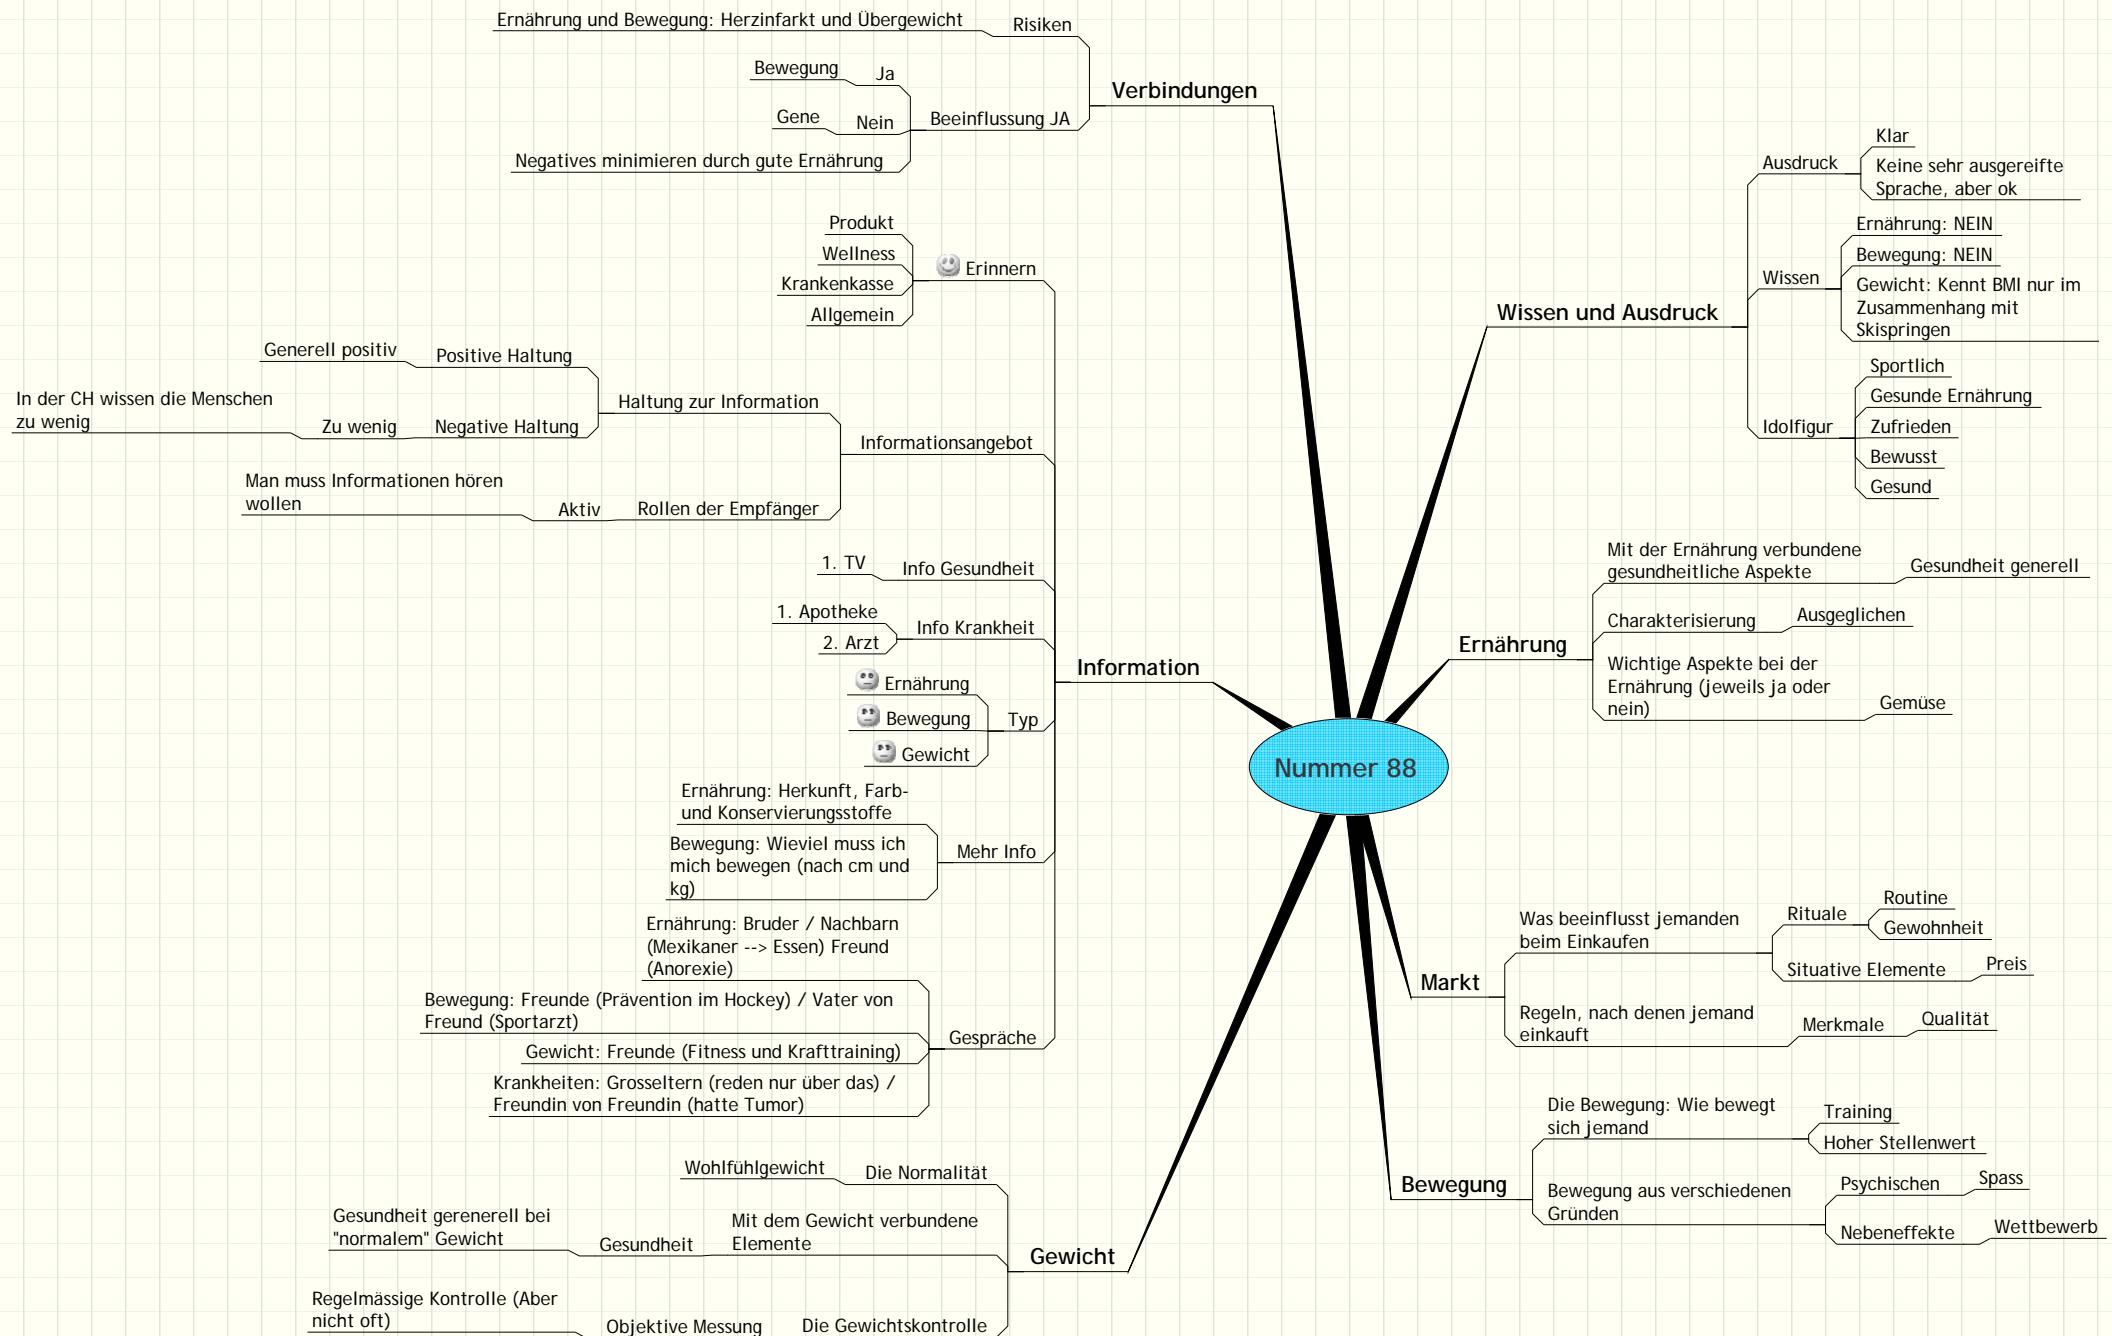 Nummer 88
Verbindungen
Risiken
Ernährung und Bewegung: Herzinfarkt und Übergewicht
Beeinflussung JA
Ja
Bewegung
Nein
Gene
Negatives minimieren durch gute Ernährung
Information
Erinnern
Produkt
Wellness
Krankenkasse
Allgemein
Informationsangebot
Haltung zur Information
Positive Haltung
Generell positiv
Negative Haltung
Zu wenig
In der CH wissen die Menschen
zu wenig
Rollen der Empfänger
Aktiv
Man muss Informationen hören
wollen
Info Gesundheit
1. TV
Info Krankheit
1. Apotheke
2. Arzt
Typ
Ernährung
Bewegung
Gewicht
Mehr Info
Ernährung: Herkunft, Farb-
und Konservierungsstoffe
Bewegung: Wieviel muss ich
mich bewegen (nach cm und
kg)
Gespräche
Ernährung: Bruder / Nachbarn
(Mexikaner --> Essen) Freund
(Anorexie)
Bewegung: Freunde (Prävention im Hockey) / Vater von
Freund (Sportarzt)
Gewicht: Freunde (Fitness und Krafttraining)
Krankheiten: Grosseltern (reden nur über das) /
Freundin von Freundin (hatte Tumor)
Gewicht
Die Normalität
Wohlfühlgewicht
Mit dem Gewicht verbundene
Elemente
Gesundheit
Gesundheit gerenerell bei
"normalem" Gewicht
Die Gewichtskontrolle
Objektive Messung
Regelmässige Kontrolle (Aber
nicht oft)
Wissen und Ausdruck
Ausdruck
Klar
Keine sehr ausgereifte
Sprache, aber ok
Wissen
Ernährung: NEIN
Bewegung: NEIN
Gewicht: Kennt BMI nur im
Zusammenhang mit
Skispringen
Idolfigur
Sportlich
Gesunde Ernährung
Zufrieden
Bewusst
Gesund
Ernährung
Mit der Ernährung verbundene
gesundheitliche Aspekte
Gesundheit generell
Charakterisierung
Ausgeglichen
Wichtige Aspekte bei der
Ernährung (jeweils ja oder
nein)
Gemüse
Markt
Was beeinflusst jemanden
beim Einkaufen
Rituale
Routine
Gewohnheit
Situative Elemente
Preis
Regeln, nach denen jemand
einkauft
Merkmale
Qualität
Bewegung
Die Bewegung: Wie bewegt
sich jemand
Training
Hoher Stellenwert
Bewegung aus verschiedenen
Gründen
Psychischen
Spass
Nebeneffekte
Wettbewerb